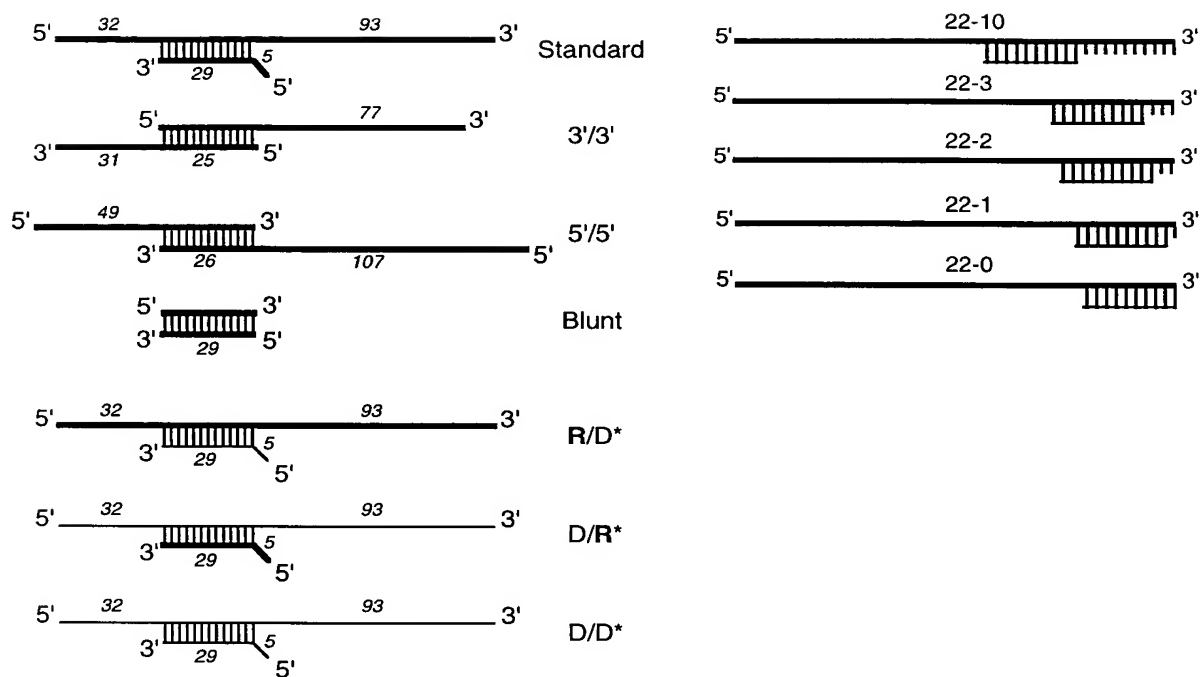 5' 32 93 3'
Standard
3' 29 5 5'
5' 77 3'
3'/3'
3' 31 25 5'
5' 49 3'
5'/5'
3' 26 107 5'
5' 3'
Blunt
3' 29 5'
5' 32 93 3'
R/D*
3' 29 5 5'
5' 32 93 3'
D/R*
3' 29 5 5'
5' 32 93 3'
D/D*
3' 29 5 5'
22-10
5' 3'
22-3
5' 3'
22-2
5' 3'
22-1
5' 3'
22-0
5' 3'